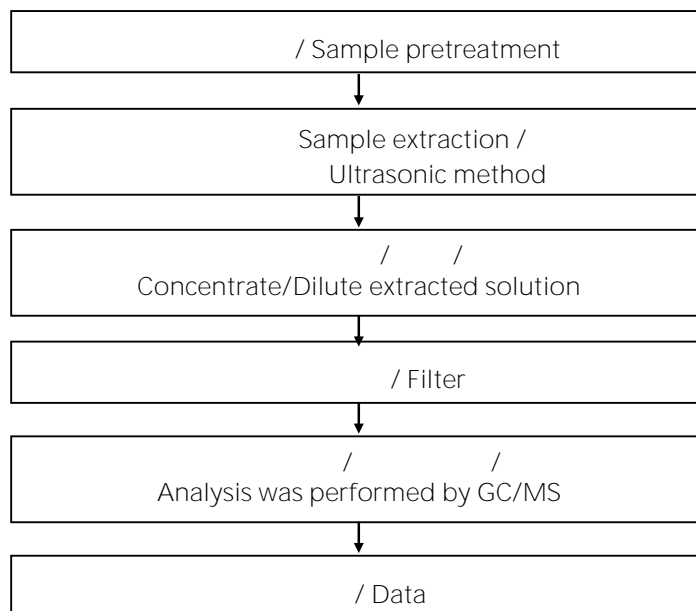 / Sample pretreatment
Sample extraction /
Ultrasonic method
/ /
Concentrate/Dilute extracted solution
/ Filter
/ /
Analysis was performed by GC/MS
/ Data